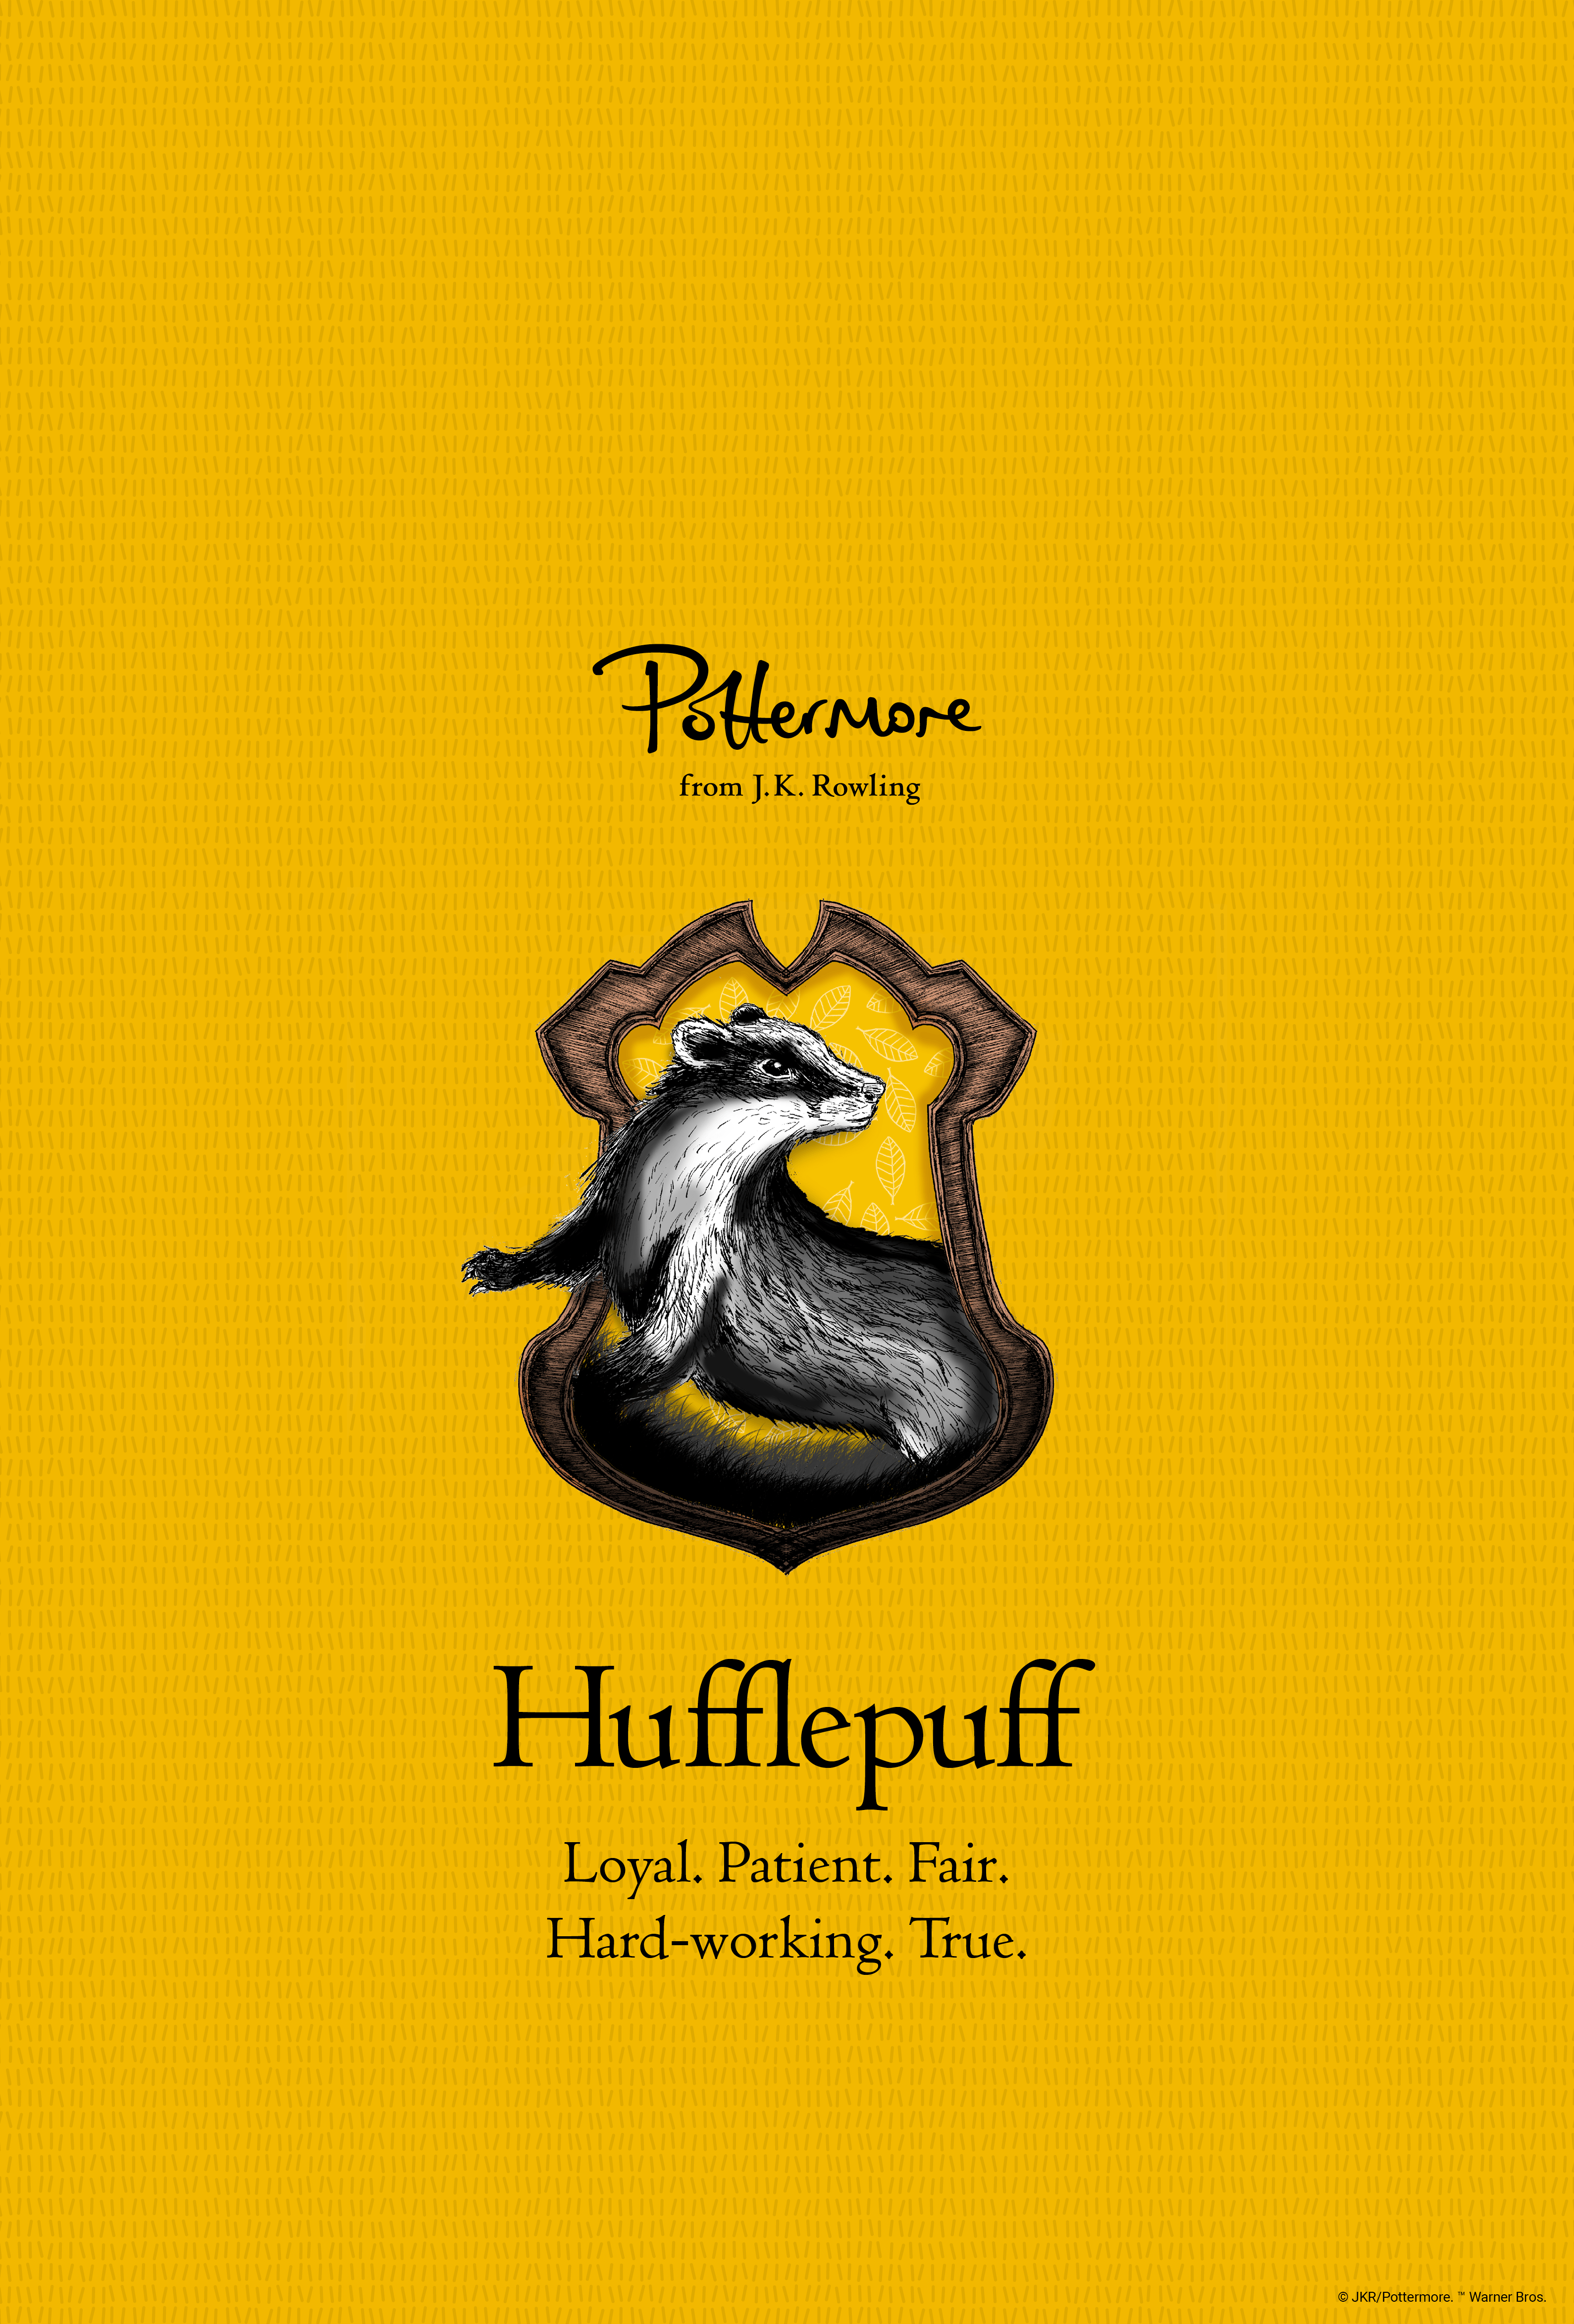 Pottermore
from J.K. Rowling
Hufflepuff
Loyal. Patient. Fair.
Hard-working. True.
© JKR/Pottermore. ™ Warner Bros.